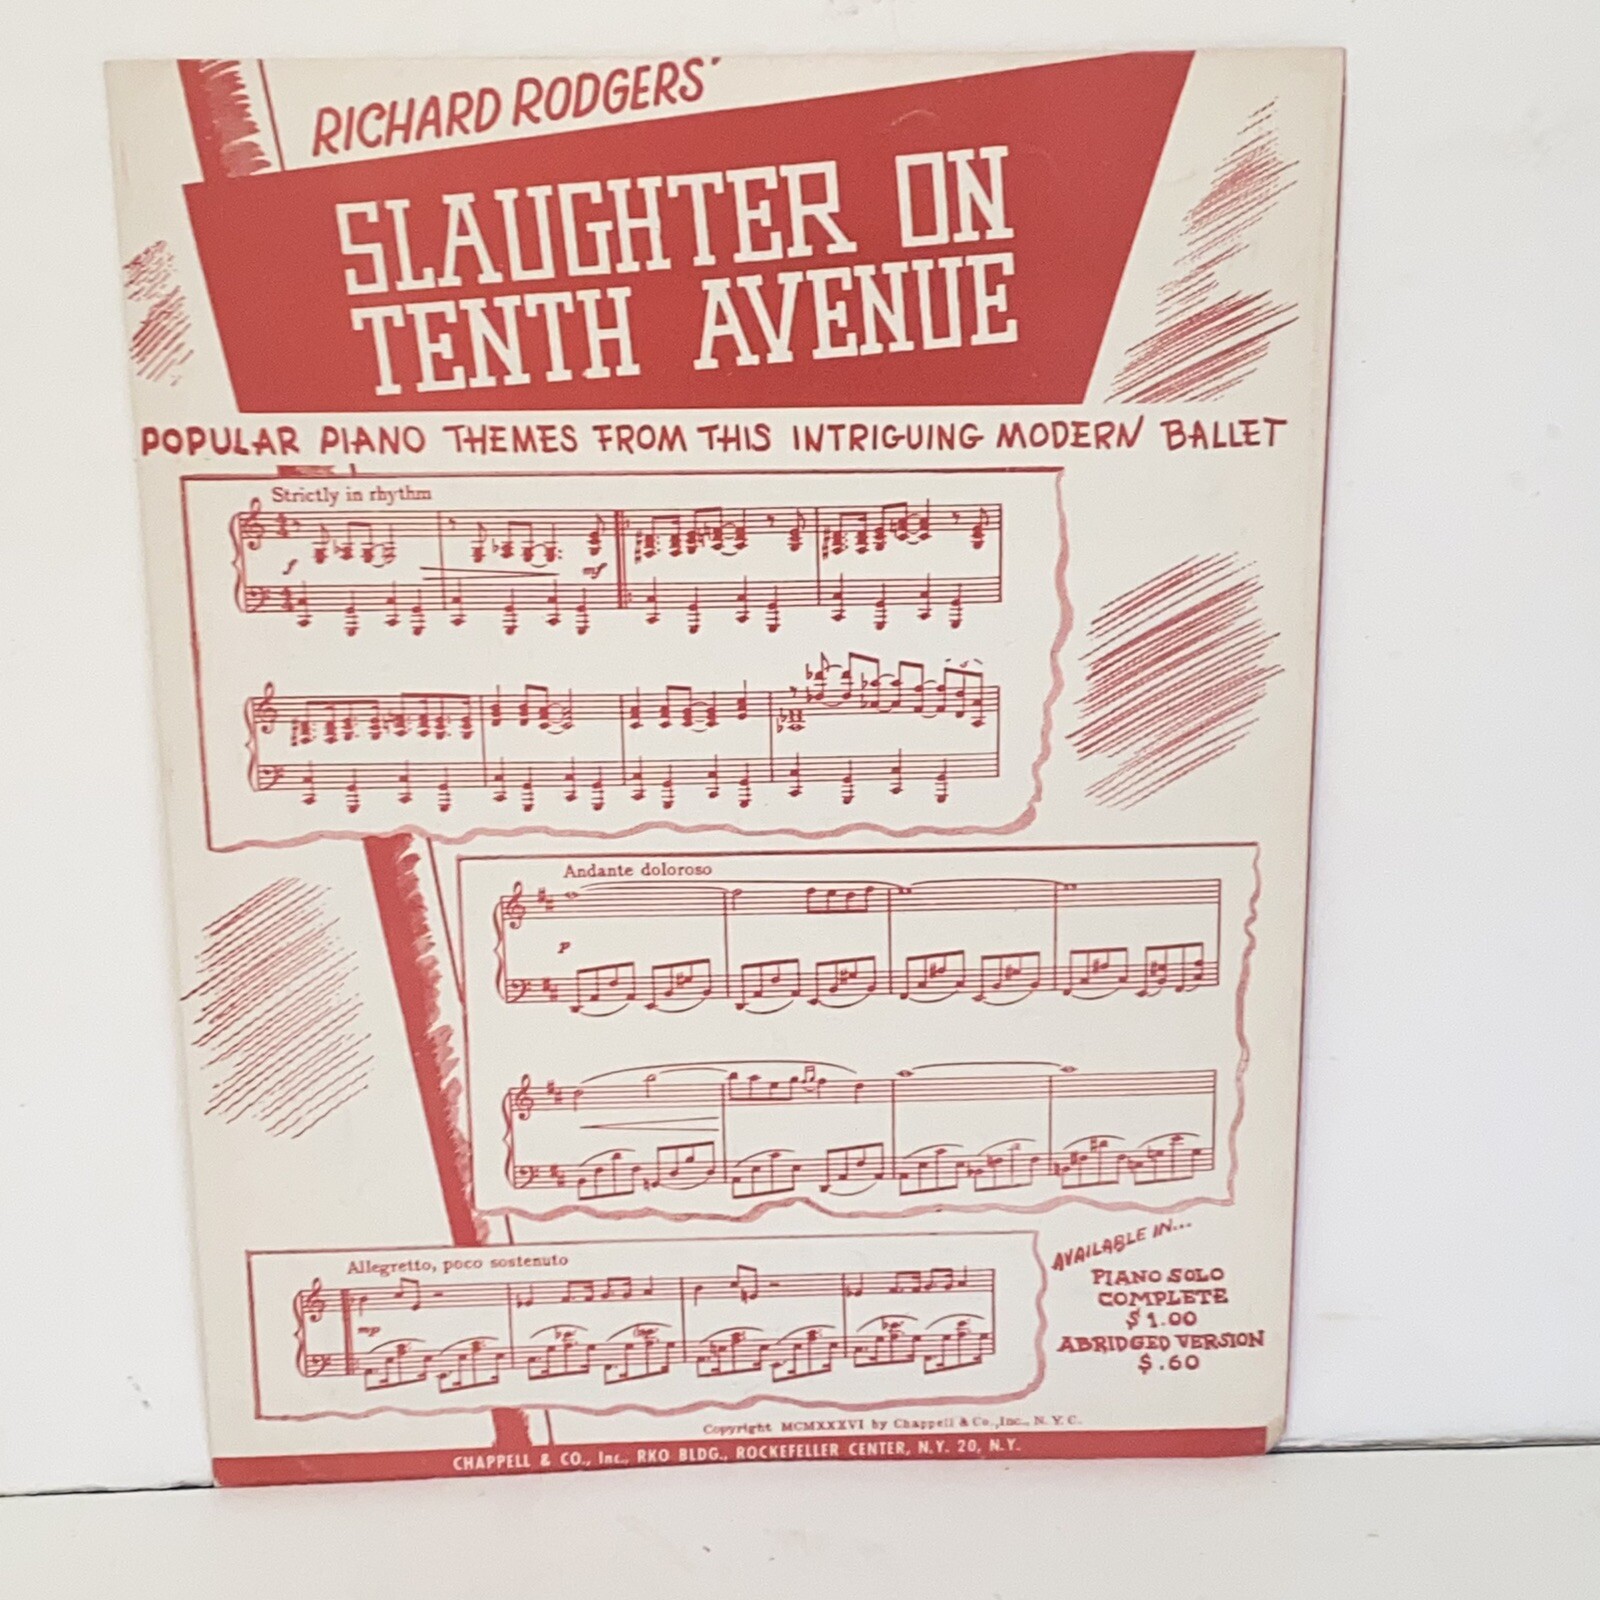 RICHARD RODGERS'
SLAUGHTER ON
TENTH AVENUE
POPULAR PIANO THEMES FROM THIS INTRIGUING MODERN BALLET
Strictly in rhythm
f
mf
Andante doloroso
p
Allegretto, poco sostenuto
mp
AVAILABLE IN...
PIANO SOLO
COMPLETE
$1.00
ABRIDGED VERSION
$.60
Copyright MCMXXXVI by Chappell & Co., Inc., N.Y.C.
CHAPPELL & CO., Inc., RKO BLDG., ROCKEFELLER CENTER, N.Y. 20, N.Y.